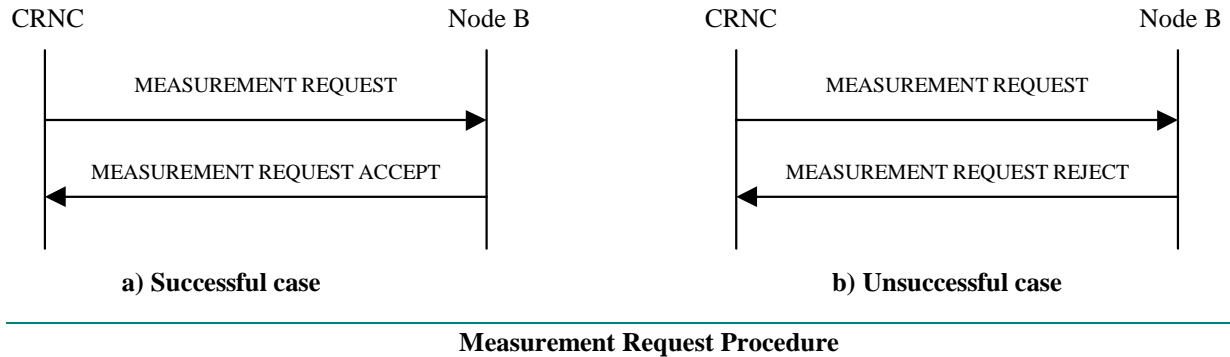 CRNC
Node B
MEASUREMENT REQUEST
MEASUREMENT REQUEST ACCEPT
a) Successful case
CRNC
Node B
MEASUREMENT REQUEST
MEASUREMENT REQUEST REJECT
b) Unsuccessful case
Measurement Request Procedure